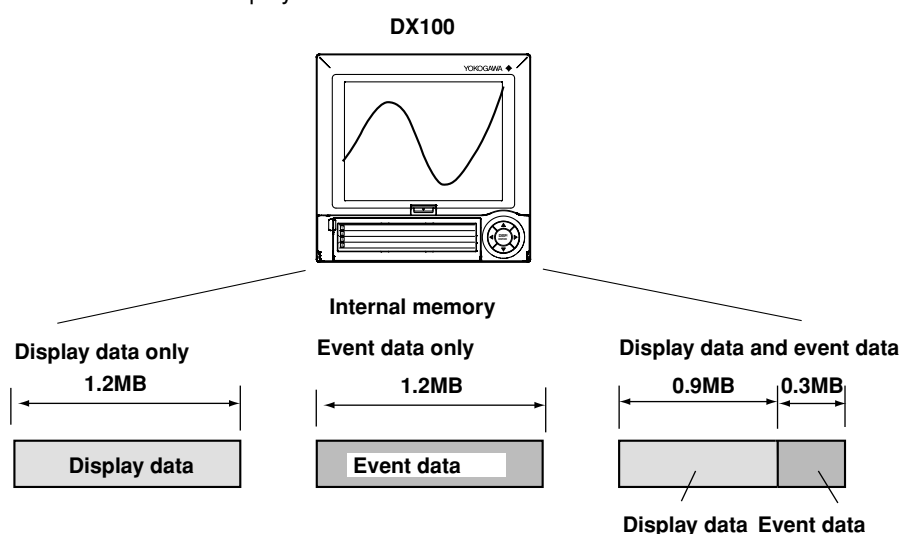 DX100
YOKOGAWA
Internal memory
Display data only
1.2MB
Display data
Event data only
1.2MB
Event data
Display data and event data
0.9MB 0.3MB
Display data Event data